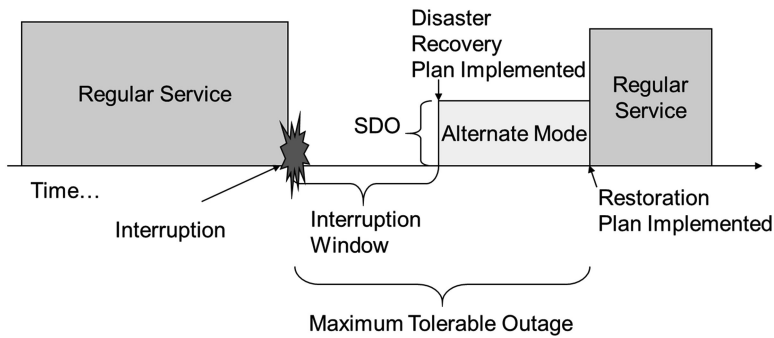 Disaster
Recovery
Plan Implemented
Regular Service
Regular
Service
SDO
Alternate Mode
Time…
Interruption
Interruption
Window
Restoration
Plan Implemented
Maximum Tolerable Outage